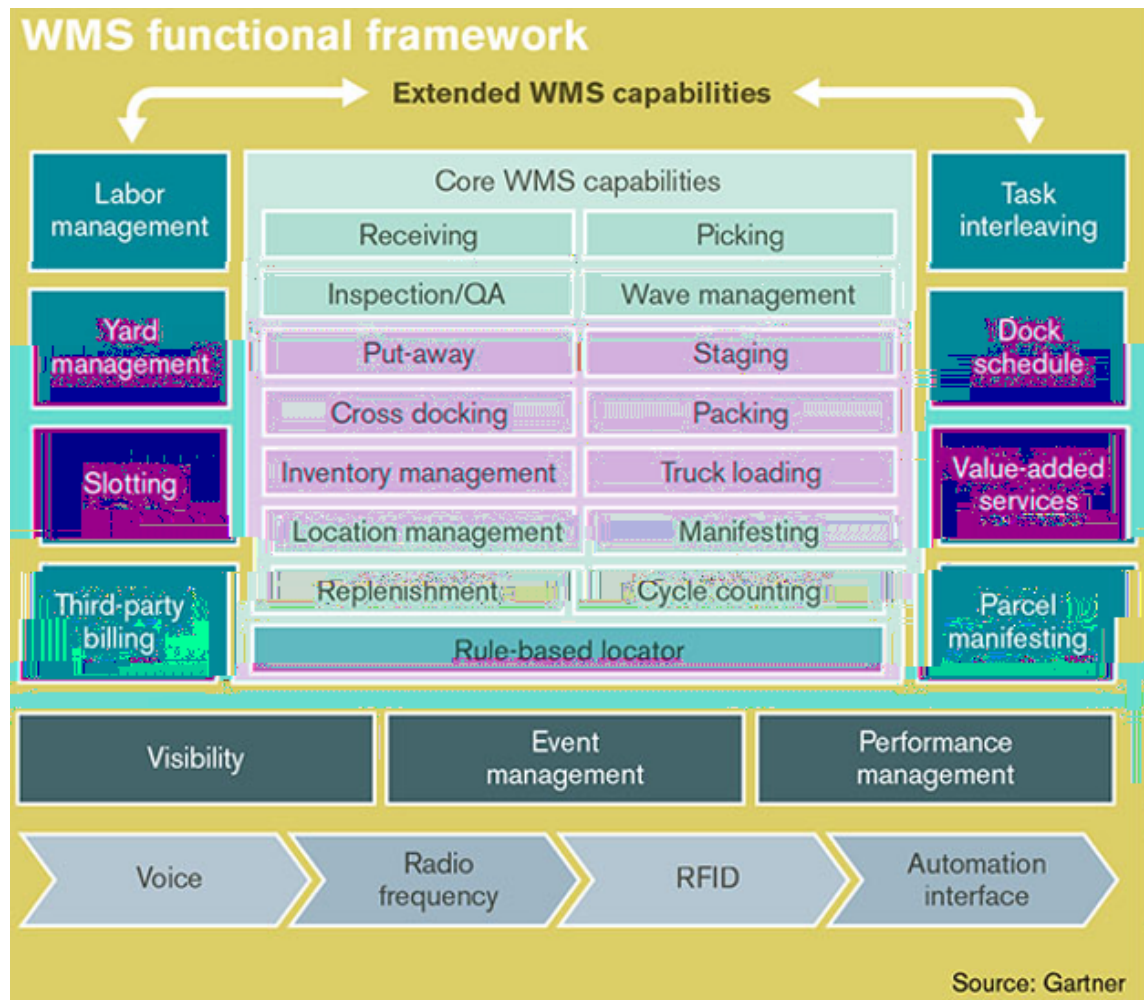 WMS functional framework
Extended WMS capabilities
Labor
management
Core WMS capabilities
Task
interleaving
Receiving
Picking
Inspection/QA
Wave management
Yard
management
Put-away
Staging
Dock
schedule
Cross docking
Packing
Slotting
Inventory management
Truck loading
Value-added
services
Location management
Manifesting
Third-party
billing
Replenishment
Cycle counting
Parcel
manifesting
Rule-based locator
Visibility
Event
management
Performance
management
Voice
Radio
frequency
RFID
Automation
interface
Source: Gartner